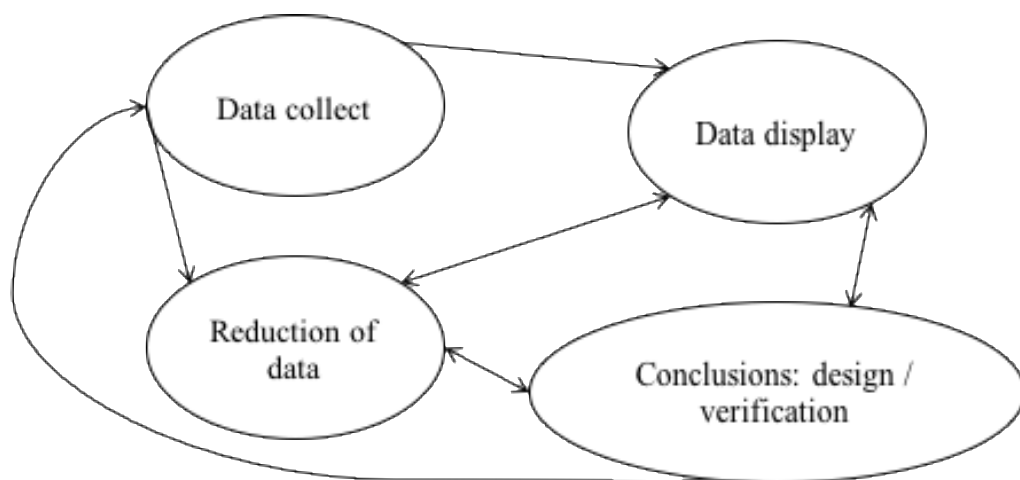 Data collect
Data display
Reduction of
data
Conclusions: design /
verification